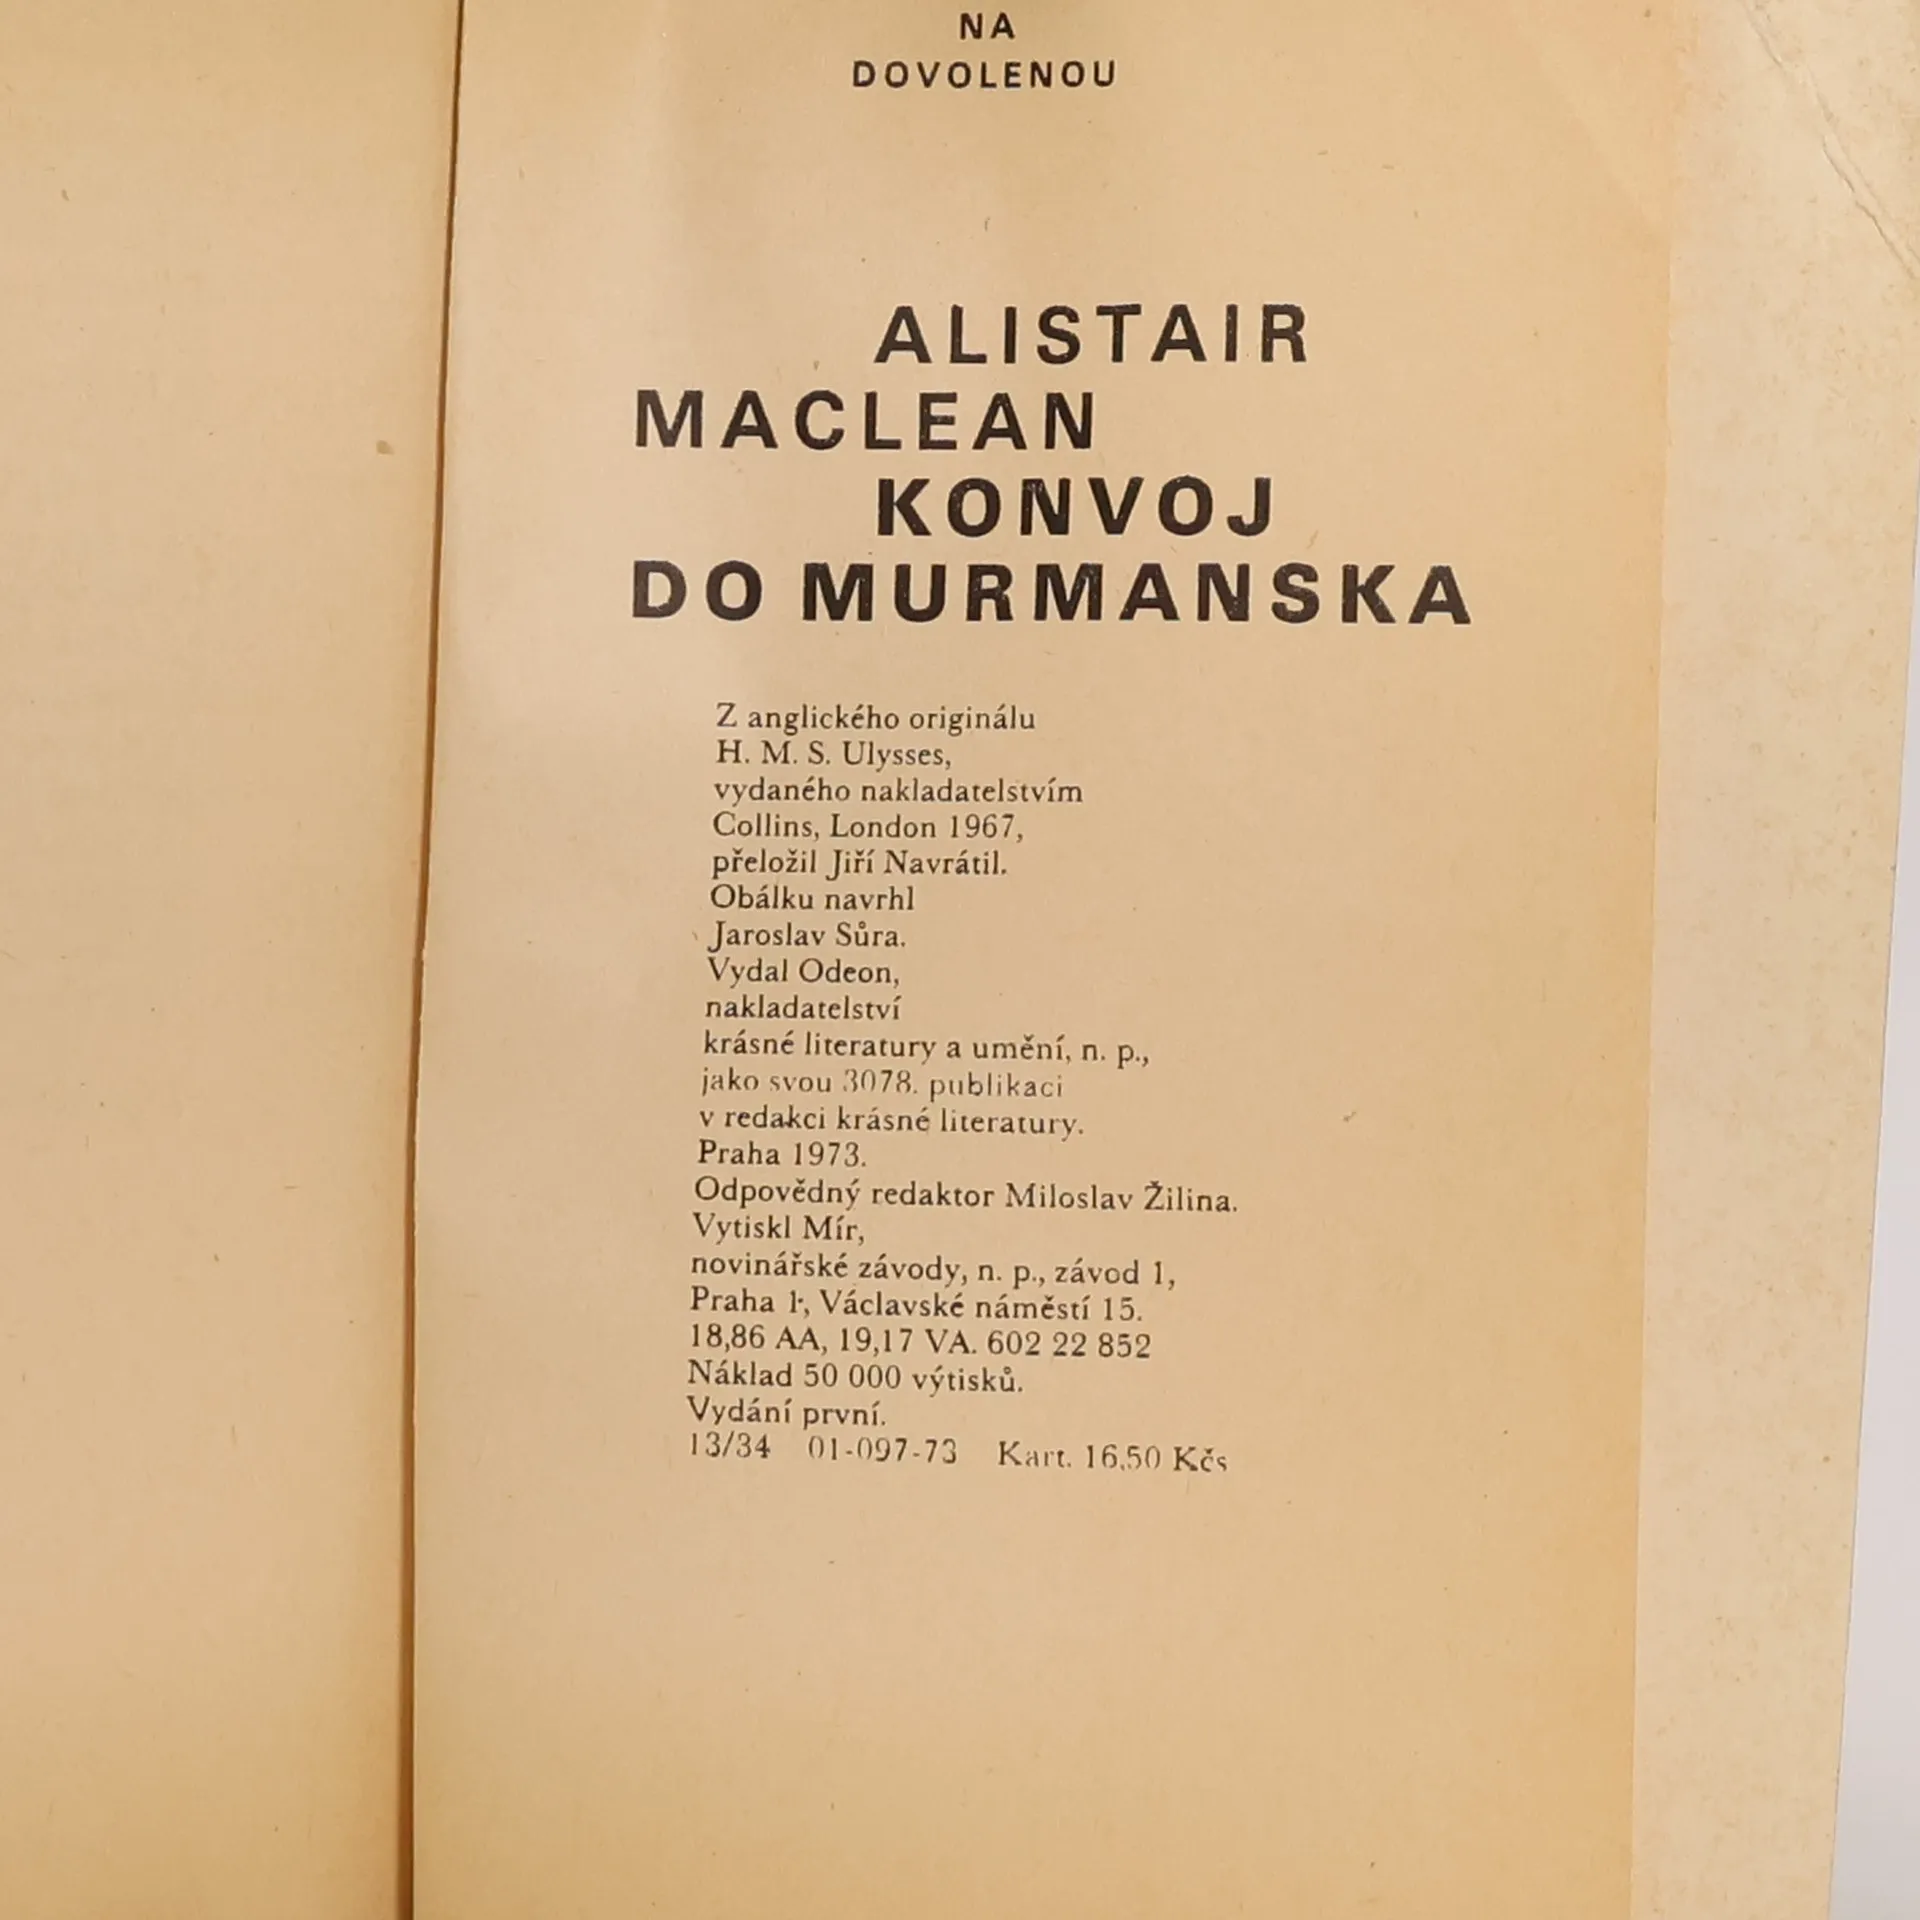 NA
DOVOLENOU
ALISTAIR
MACLEAN
KONVOJ
DO MURMANSKA
Z anglického originálu
H. M. S. Ulysses,
vydaného nakladatelstvím
Collins, London 1967,
přeložil Jiří Navrátil.
Obálku navrhl
Jaroslav Sůra.
Vydal Odeon,
nakladatelství
krásné literatury a umění, n. p.,
jako svou 3078. publikaci
v redakci krásné literatury.
Praha 1973.
Odpovědný redaktor Miloslav Žilina.
Vytiskl Mír,
novinářské závody, n. p., závod 1,
Praha 1, Václavské náměstí 15.
18,86 AA, 19,17 VA. 602 22 852
Náklad 50 000 výtisků.
Vydání první.
13/34 01-097-73 Kart. 16,50 Kčs